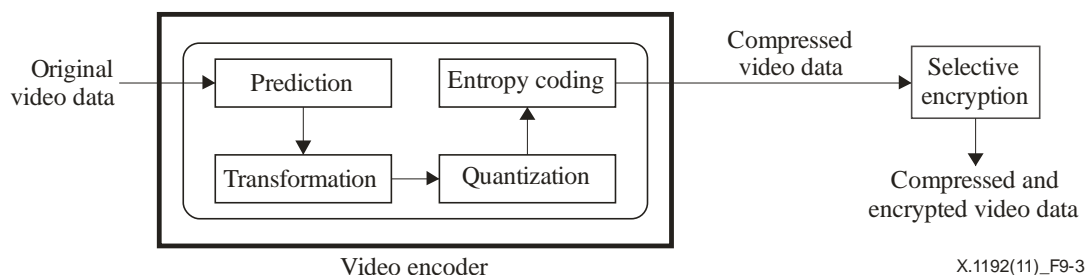 Original
video data
Prediction
Entropy coding
Compressed
video data
Selective
encryption
Transformation
Quantization
Compressed and
encrypted video data
Video encoder
X.1192(11)_F9-3